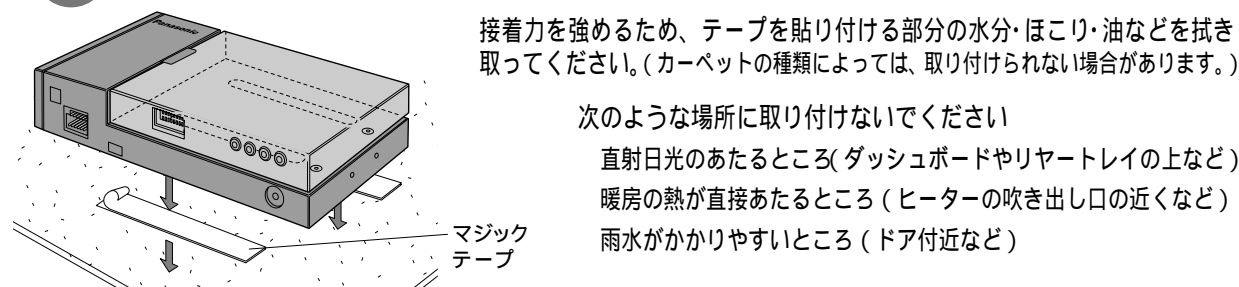 Panasonic
接着力を強めるため、テープを貼り付ける部分の水分・ほこり・油などを拭き
取ってください。(カーペットの種類によっては、取り付けられない場合があります。)
次のような場所に取り付けないでください
直射日光のあたるところ(ダッシュボードやリヤートレイの上など)
暖房の熱が直接あたるところ(ヒーターの吹き出し口の近くなど)
雨水がかかりやすいところ(ドア付近など)
マジック
テープ